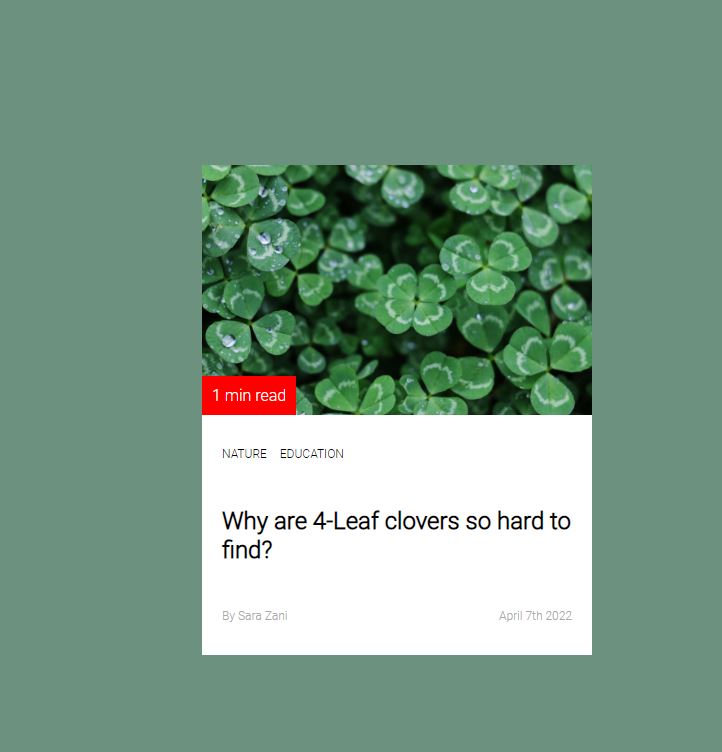 1 min read
NATURE EDUCATION
Why are 4-Leaf clovers so hard to
find?
By Sara Zani April 7th 2022